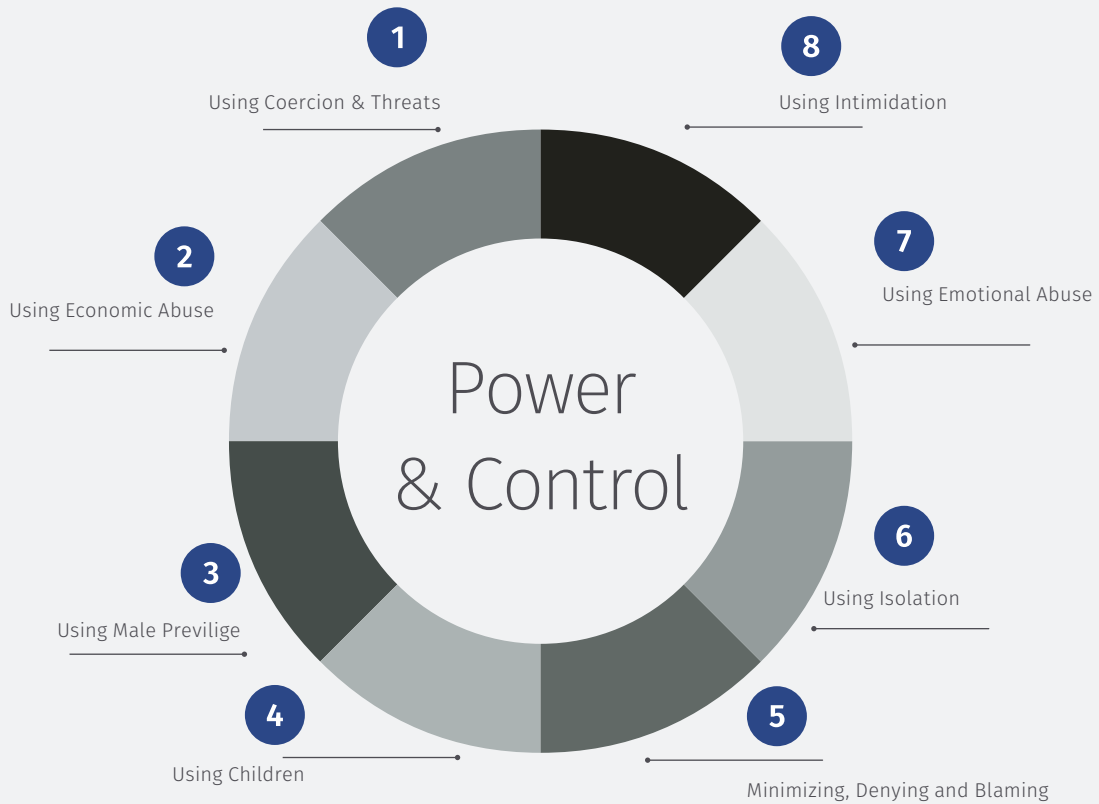 1
Using Coercion & Threats
2
Using Economic Abuse
3
Using Male Previlige
4
Using Children
5
Minimizing, Denying and Blaming
6
Using Isolation
7
Using Emotional Abuse
8
Using Intimidation
Power
& Control